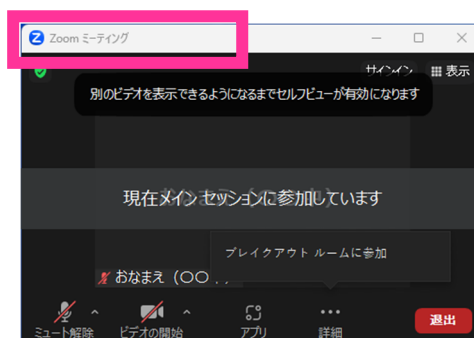 Zoom ミーティング
サインイン 表示
別のビデオを表示できるようになるまでセルフビューが有効になります
現在メイン セッションに参加しています
ブレイクアウト ルームに参加
おなまえ（〇〇
ミュート解除 ビデオの開始 アプリ 詳細 退出